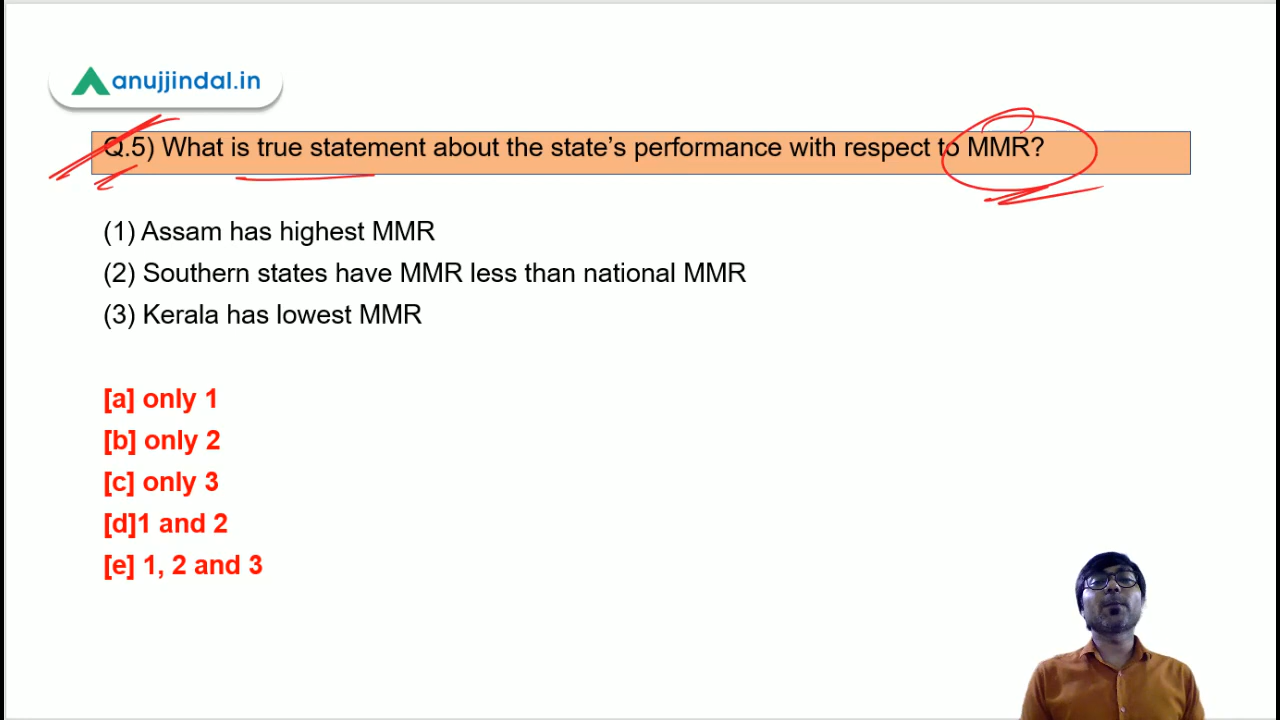 anujjindal.in
Q.5) What is true statement about the state's performance with respect to MMR?
(1) Assam has highest MMR
(2) Southern states have MMR less than national MMR
(3) Kerala has lowest MMR
[a] only 1
[b] only 2
[c] only 3
[d]1 and 2
[e] 1, 2 and 3